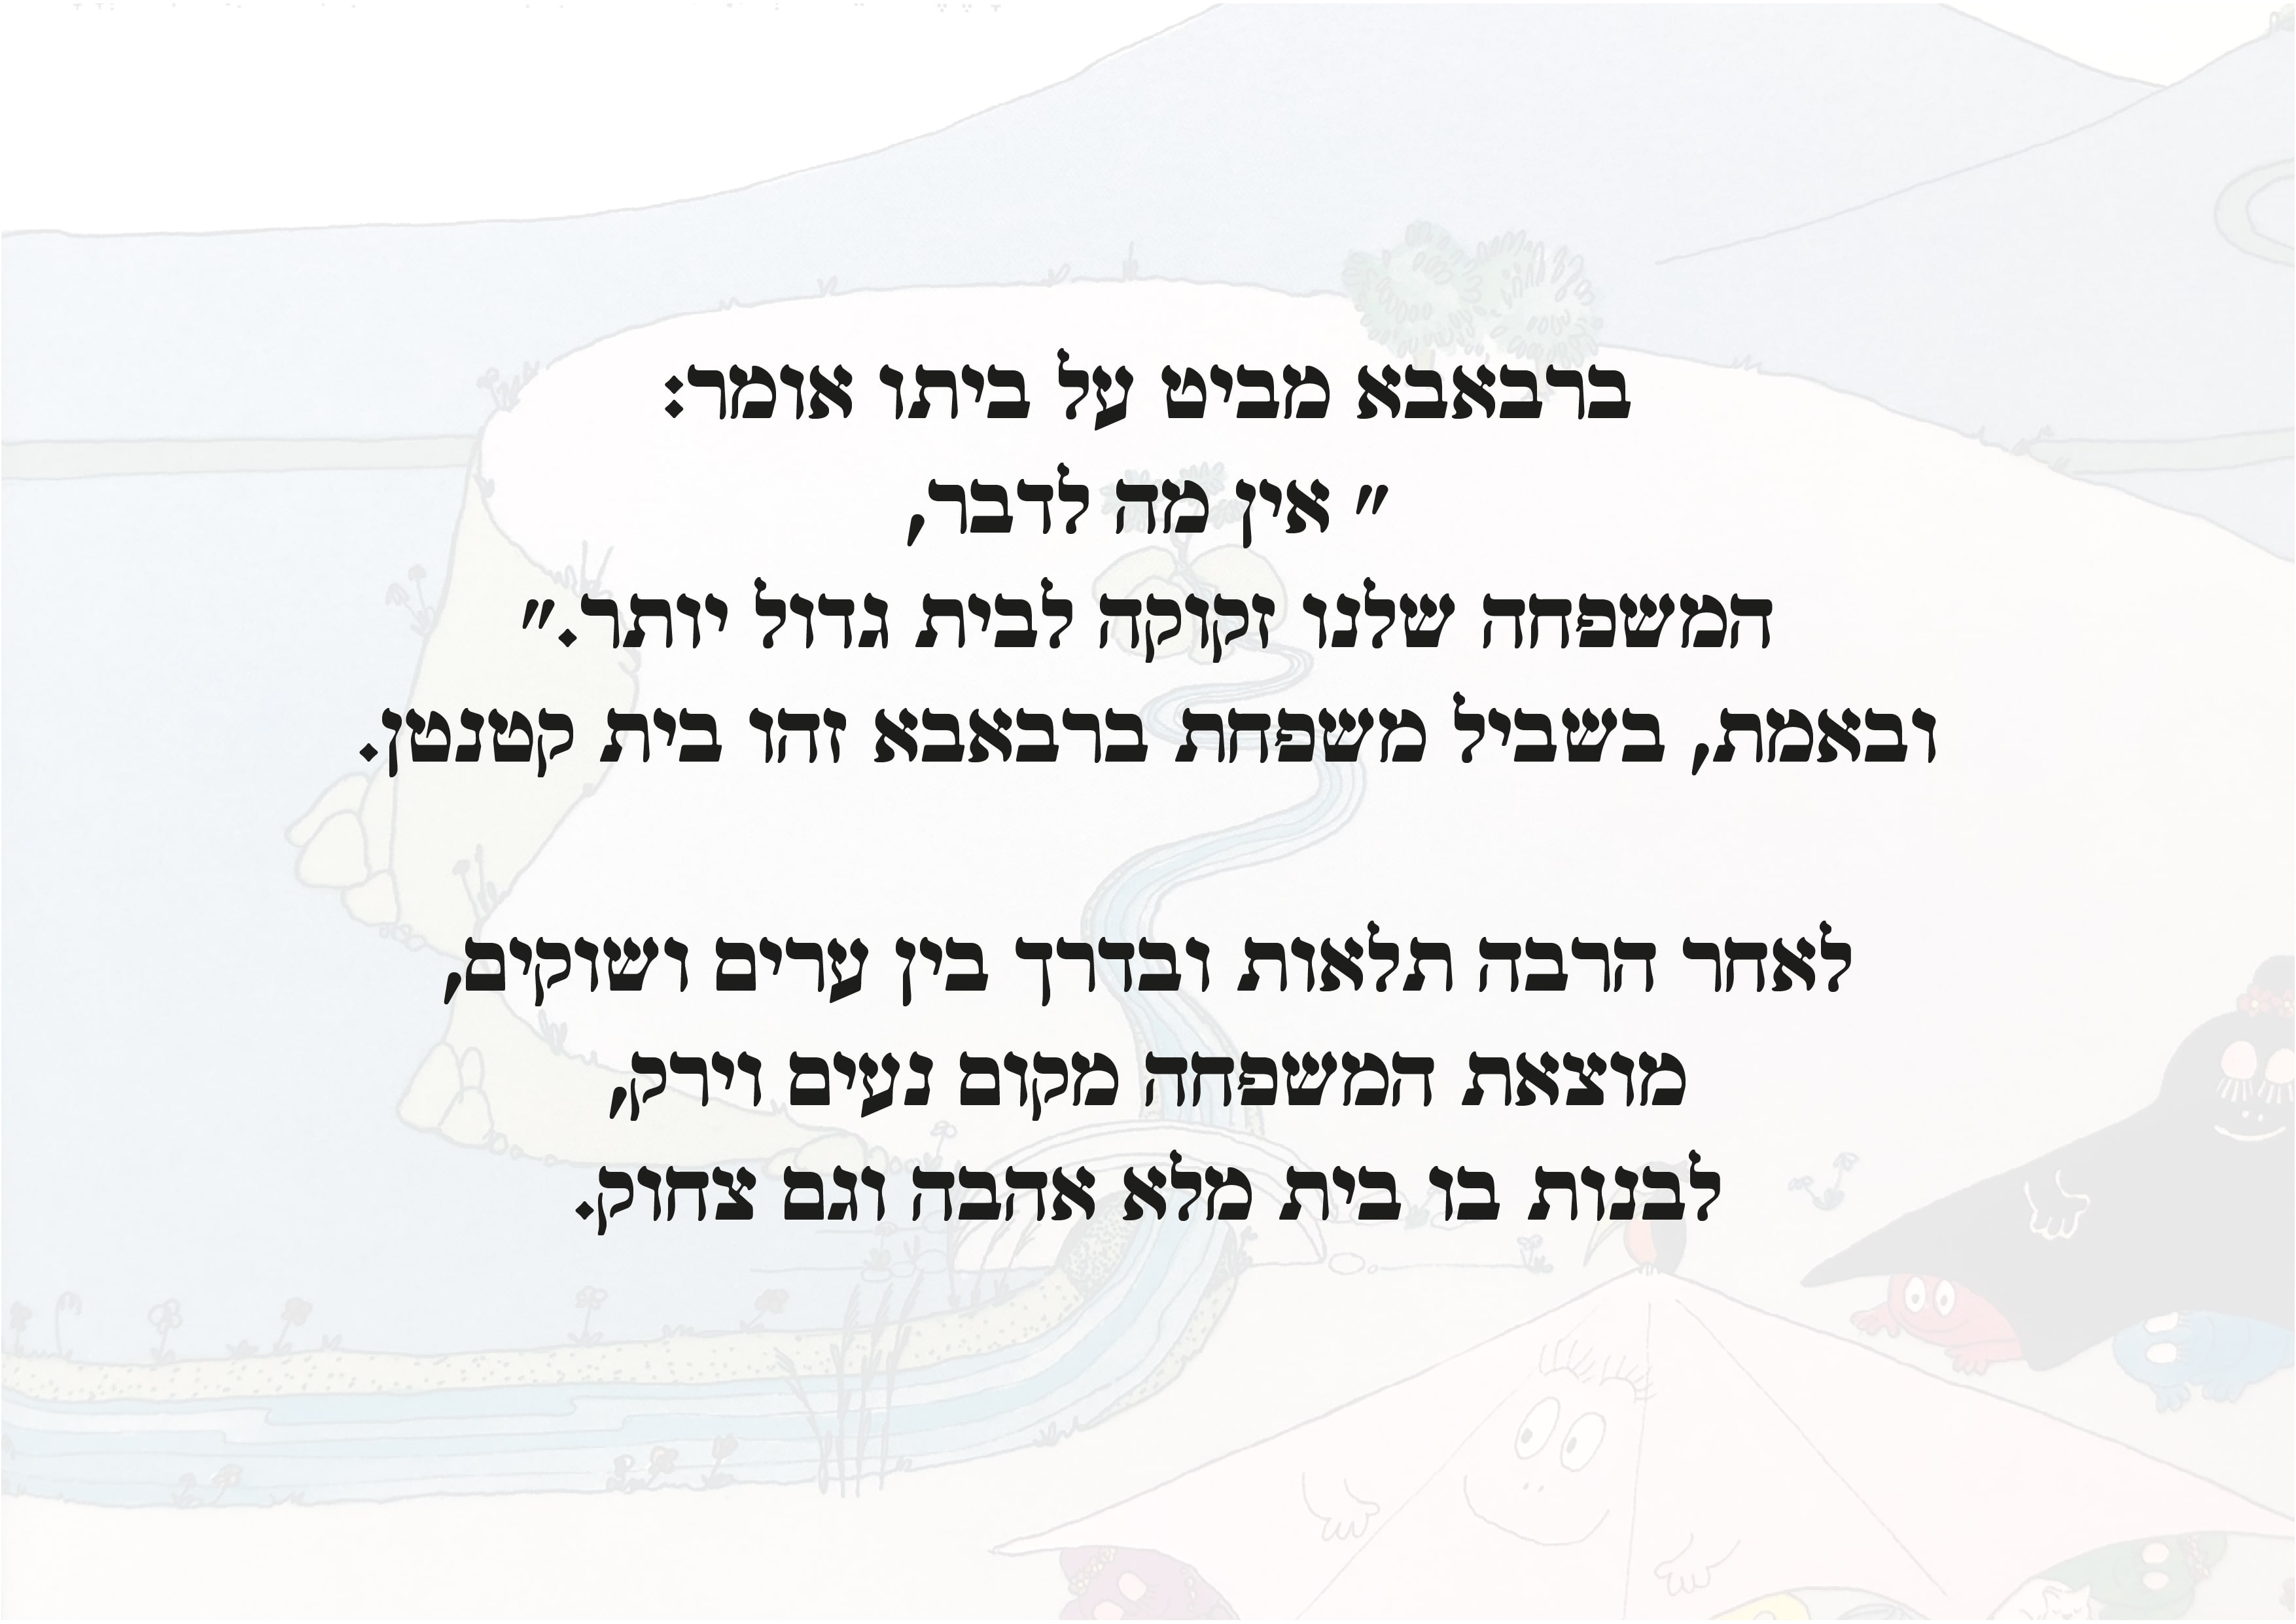 ברבאבא מביט על ביתו אומר:
" אין מה לדבר,
המשפחה שלנו זקוקה לבית גדול יותר."
ובאמת, בשביל משפחת ברבאבא זהו בית קטנטן.
לאחר הרבה תלאות ובדרך בין ערים ושוקים,
מוצאת המשפחה מקום נעים וירק,
לבנות בו בית מלא אהבה וגם צחוק.